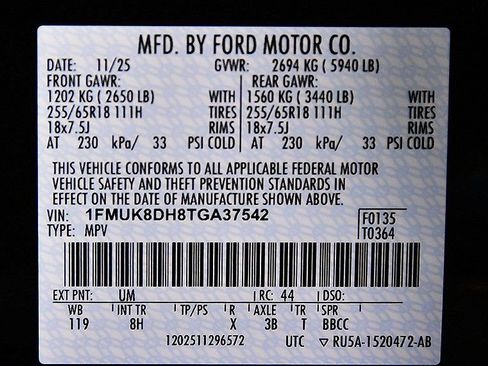 MFD. BY FORD MOTOR CO.
DATE: 11/25 GVWR: 2694 KG ( 5940 LB)
FRONT GAWR: REAR GAWR:
1202 KG ( 2650 LB) WITH 1560 KG ( 3440 LB) WITH
255/65R18 111H TIRES 255/65R18 111H TIRES
18x7.5J RIMS 18x7.5J RIMS
AT 230 kPa/ 33 PSI COLD AT 230 kPa/ 33 PSI COLD
THIS VEHICLE CONFORMS TO ALL APPLICABLE FEDERAL MOTOR
VEHICLE SAFETY AND THEFT PREVENTION STANDARDS IN
EFFECT ON THE DATE OF MANUFACTURE SHOWN ABOVE.
VIN: 1FMUK8DH8TGA37542 F0135
TYPE: MPV T0364
EXT PNT: UM RC: 44 DSO:
WB INT TR TP/PS R AXLE TR SPR
119 8H X 3B T BBCC
1202511296572 UTC ▽ RU5A-1520472-AB